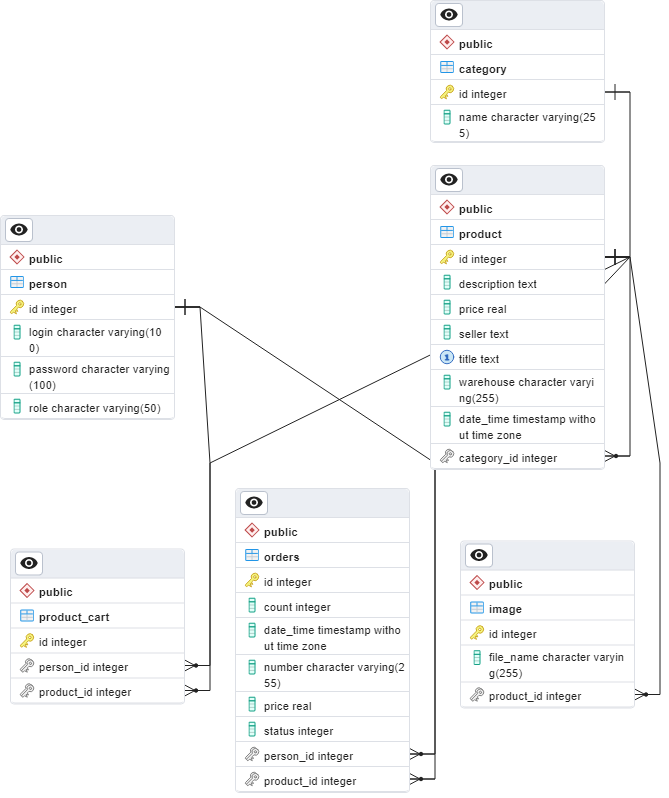 public
category
id integer
name character varying(25
5)
public
product
id integer
description text
price real
seller text
1
title text
warehouse character varyi
ng(255)
date_time timestamp witho
ut time zone
category_id integer
public
person
id integer
login character varying(10
0)
password character varying
(100)
role character varying(50)
public
product_cart
id integer
person_id integer
product_id integer
public
orders
id integer
count integer
date_time timestamp witho
ut time zone
number character varying(2
55)
price real
status integer
person_id integer
product_id integer
public
image
id integer
file_name character varyin
g(255)
product_id integer